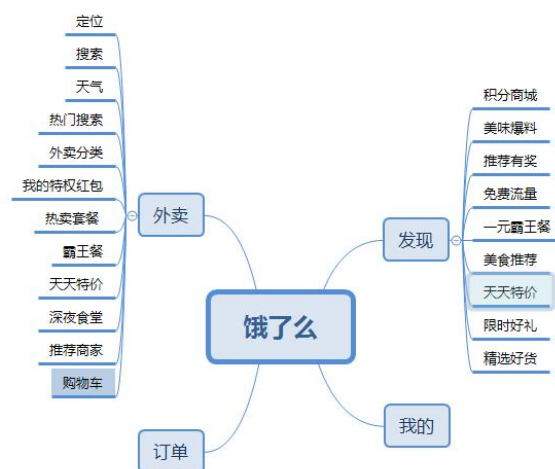 定位
搜素
天气
热门搜素
外卖分类
我的特权红包
热卖套餐
霸王餐
天天特价
深夜食堂
推荐商家
购物车
外卖
订单
饿了么
发现
我的
积分商城
美味爆料
推荐有奖
免费流量
一元霸王餐
美食推荐
天天特价
限时好礼
精选好货